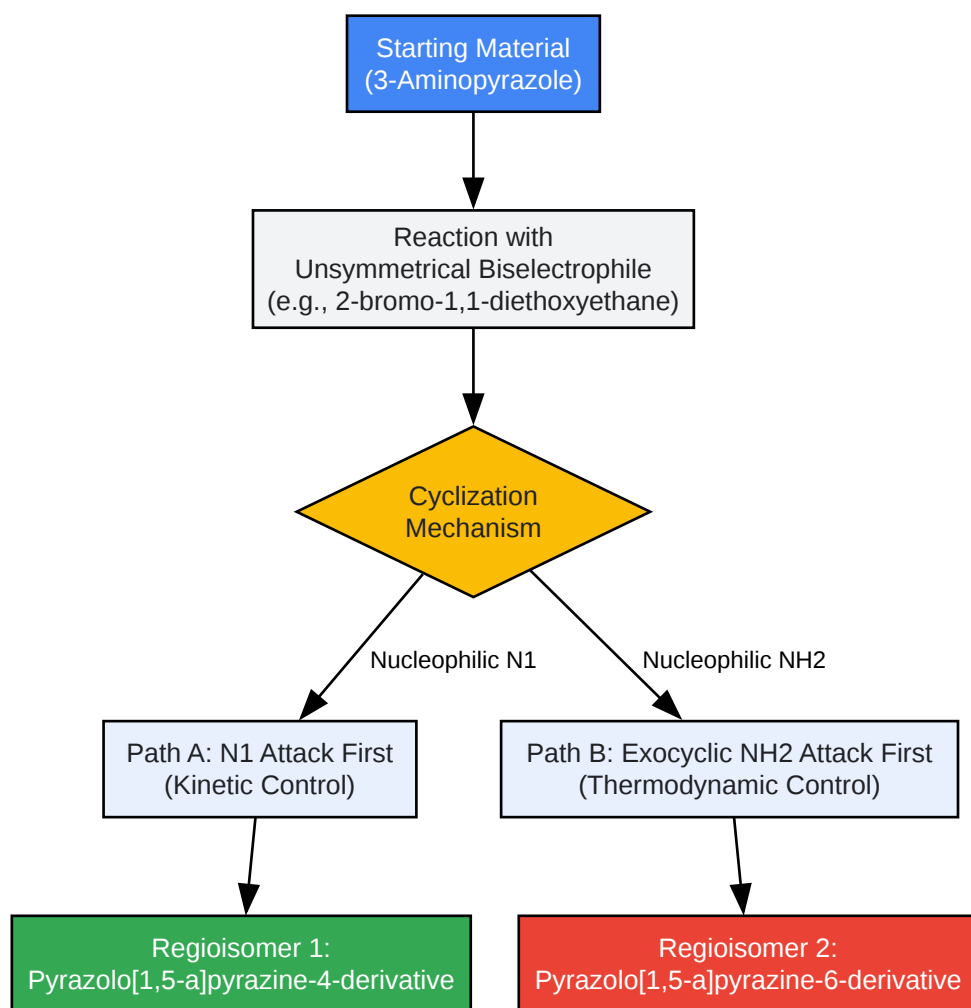 Starting Material
(3-Aminopyrazole)
Reaction with
Unsymmetrical Biselectrophile
(e.g., 2-bromo-1,1-diethoxyethane)
Cyclization
Mechanism
Nucleophilic N1
Nucleophilic NH2
Path A: N1 Attack First
(Kinetic Control)
Path B: Exocyclic NH2 Attack First
(Thermodynamic Control)
Regioisomer 1:
Pyrazolo[1,5-a]pyrazine-4-derivative
Regioisomer 2:
Pyrazolo[1,5-a]pyrazine-6-derivative